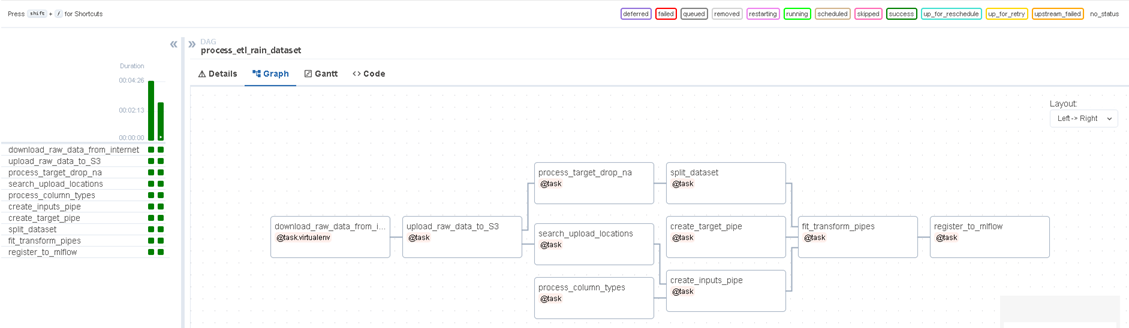 Press shift + / for Shortcuts
deferred failed queued removed restarting running scheduled skipped success up_for_reschedule up_for_retry upstream_failed no_status
« »
DAG
process_etl_rain_dataset
Details Graph Gantt <> Code
Duration
00:04:26
00:02:13
00:00:00
download_raw_data_from_internet
upload_raw_data_to_S3
process_target_drop_na
search_upload_locations
process_column_types
create_inputs_pipe
create_target_pipe
split_dataset
fit_transform_pipes
register_to_mlflow
Layout:
Left -> Right
process_target_drop_na
@task
split_dataset
@task
download_raw_data_from_i...
@task.virtualenv
upload_raw_data_to_S3
@task
search_upload_locations
@task
create_target_pipe
@task
fit_transform_pipes
@task
register_to_mlflow
@task
process_column_types
@task
create_inputs_pipe
@task